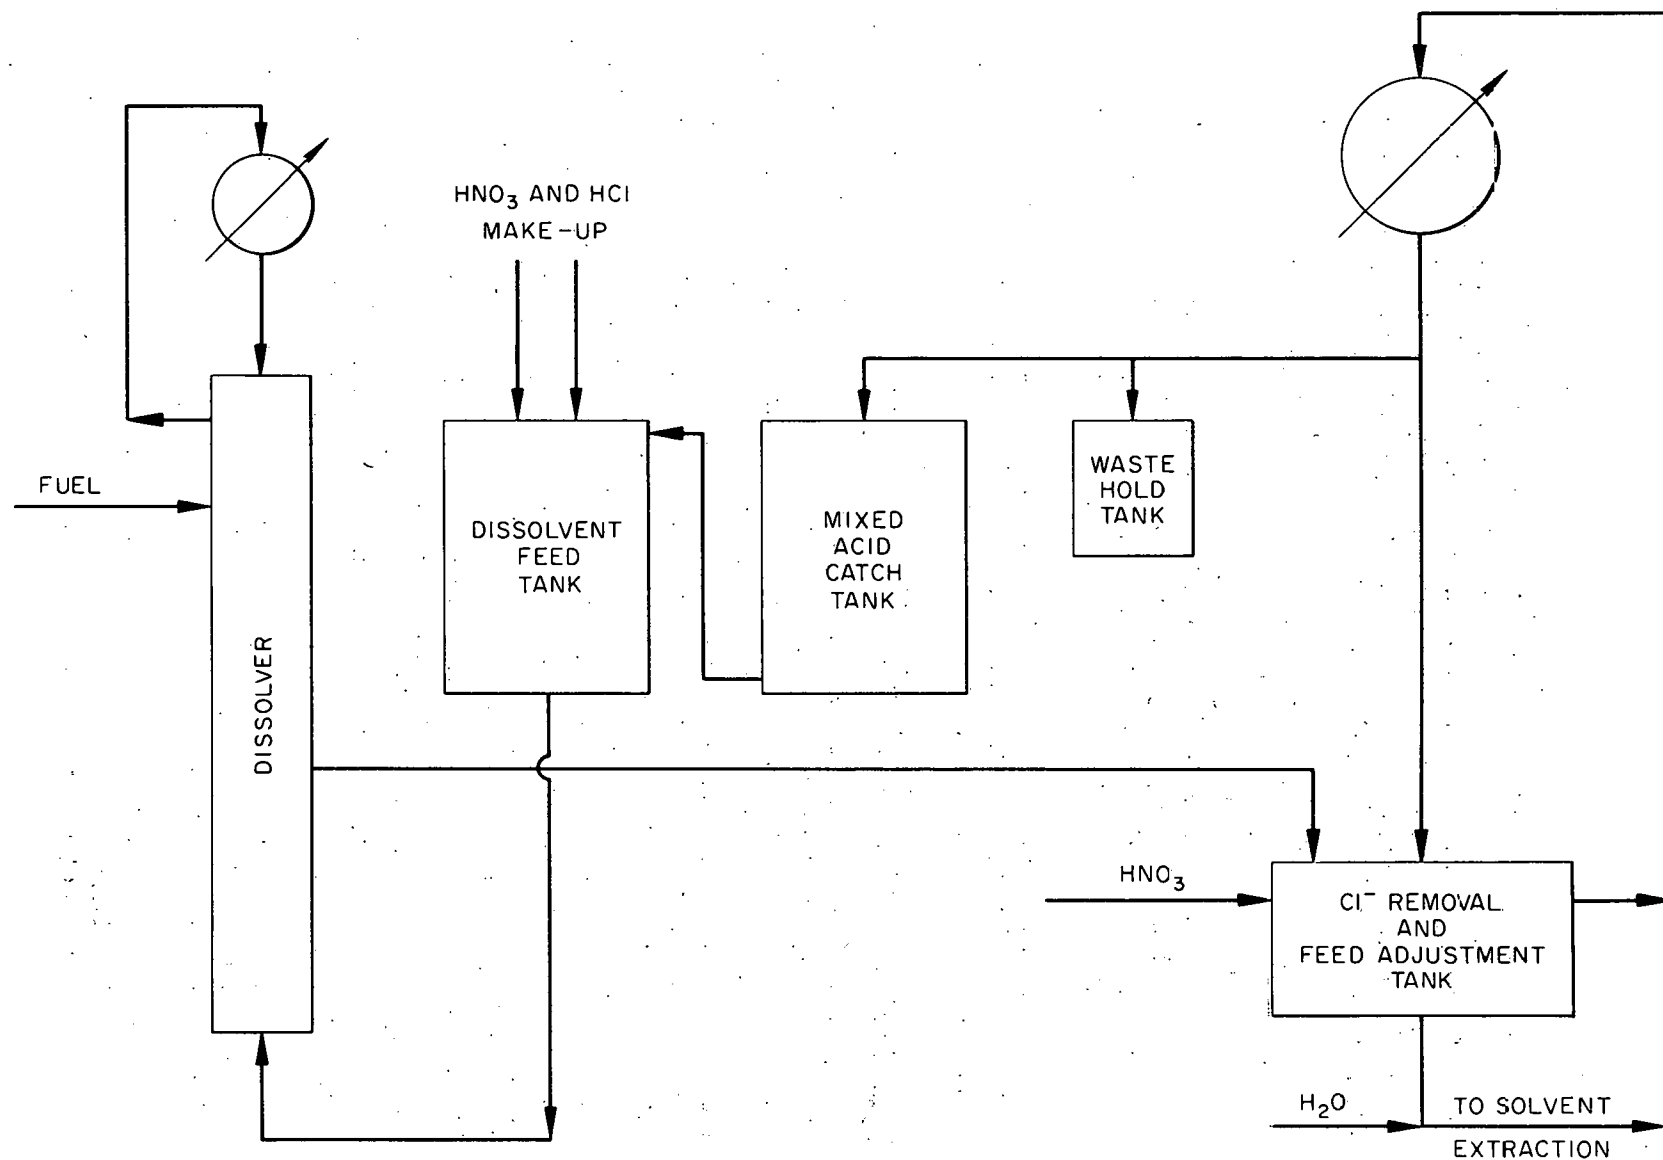 HNO₃ AND HCl
MAKE-UP
FUEL
DISSOLVER
DISSOLVENT
FEED
TANK
MIXED
ACID
CATCH
TANK
WASTE
HOLD
TANK
HNO₃
Cl⁻ REMOVAL
AND
FEED ADJUSTMENT
TANK
H₂O
TO SOLVENT
EXTRACTION